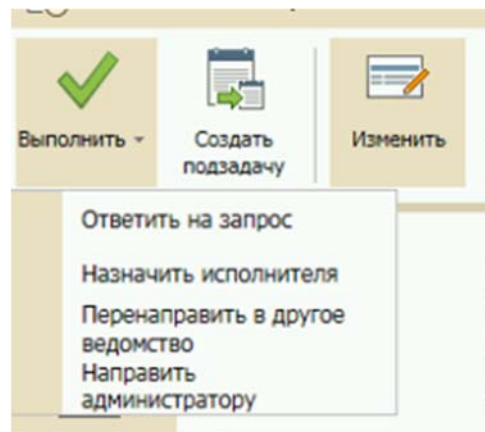 Выполнить
Создать
подзадачу
Изменить
Ответить на запрос
Назначить исполнителя
Перенаправить в другое
ведомство
Направить
администратору